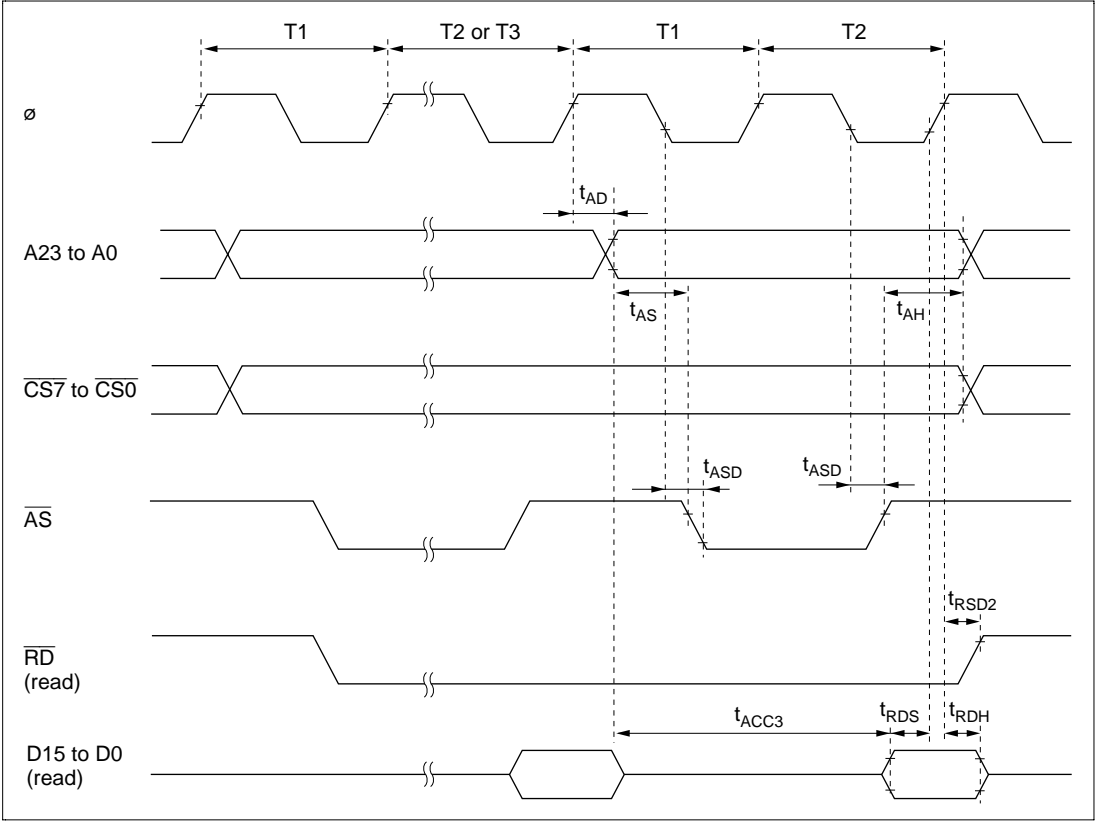 T1 T2 or T3 T1 T2
ø
tAD
A23 to A0
tAS tAH
CS7 to CS0
tASD tASD
AS
tRSD2
RD
(read)
tACC3 tRDS tRDH
D15 to D0
(read)